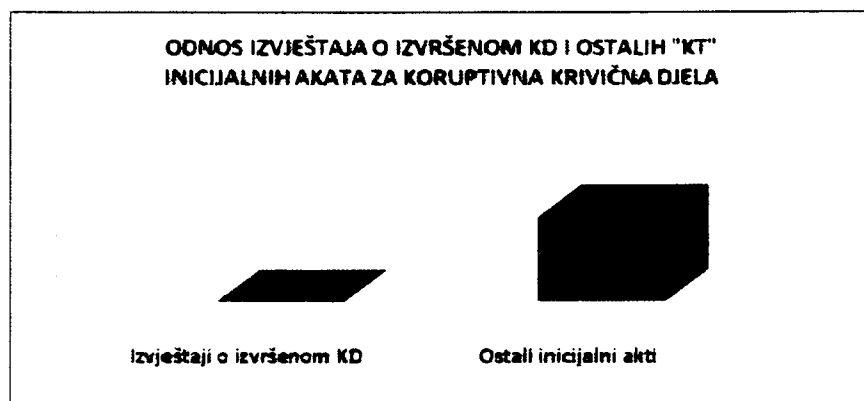 ODNOS IZVJEŠTAJA O IZVRŠENOM KD I OSTALIH "KT"
INICIJALNIH AKATA ZA KORUPTIVNA KRIVIČNA DJELA
Izvještaji o izvršenom KD
Ostali inicijalni akti